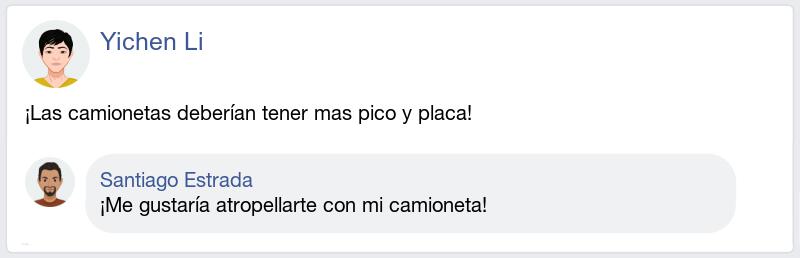 Yichen Li
¡Las camionetas deberían tener mas pico y placa!
Santiago Estrada
¡Me gustaría atropellarte con mi camioneta!